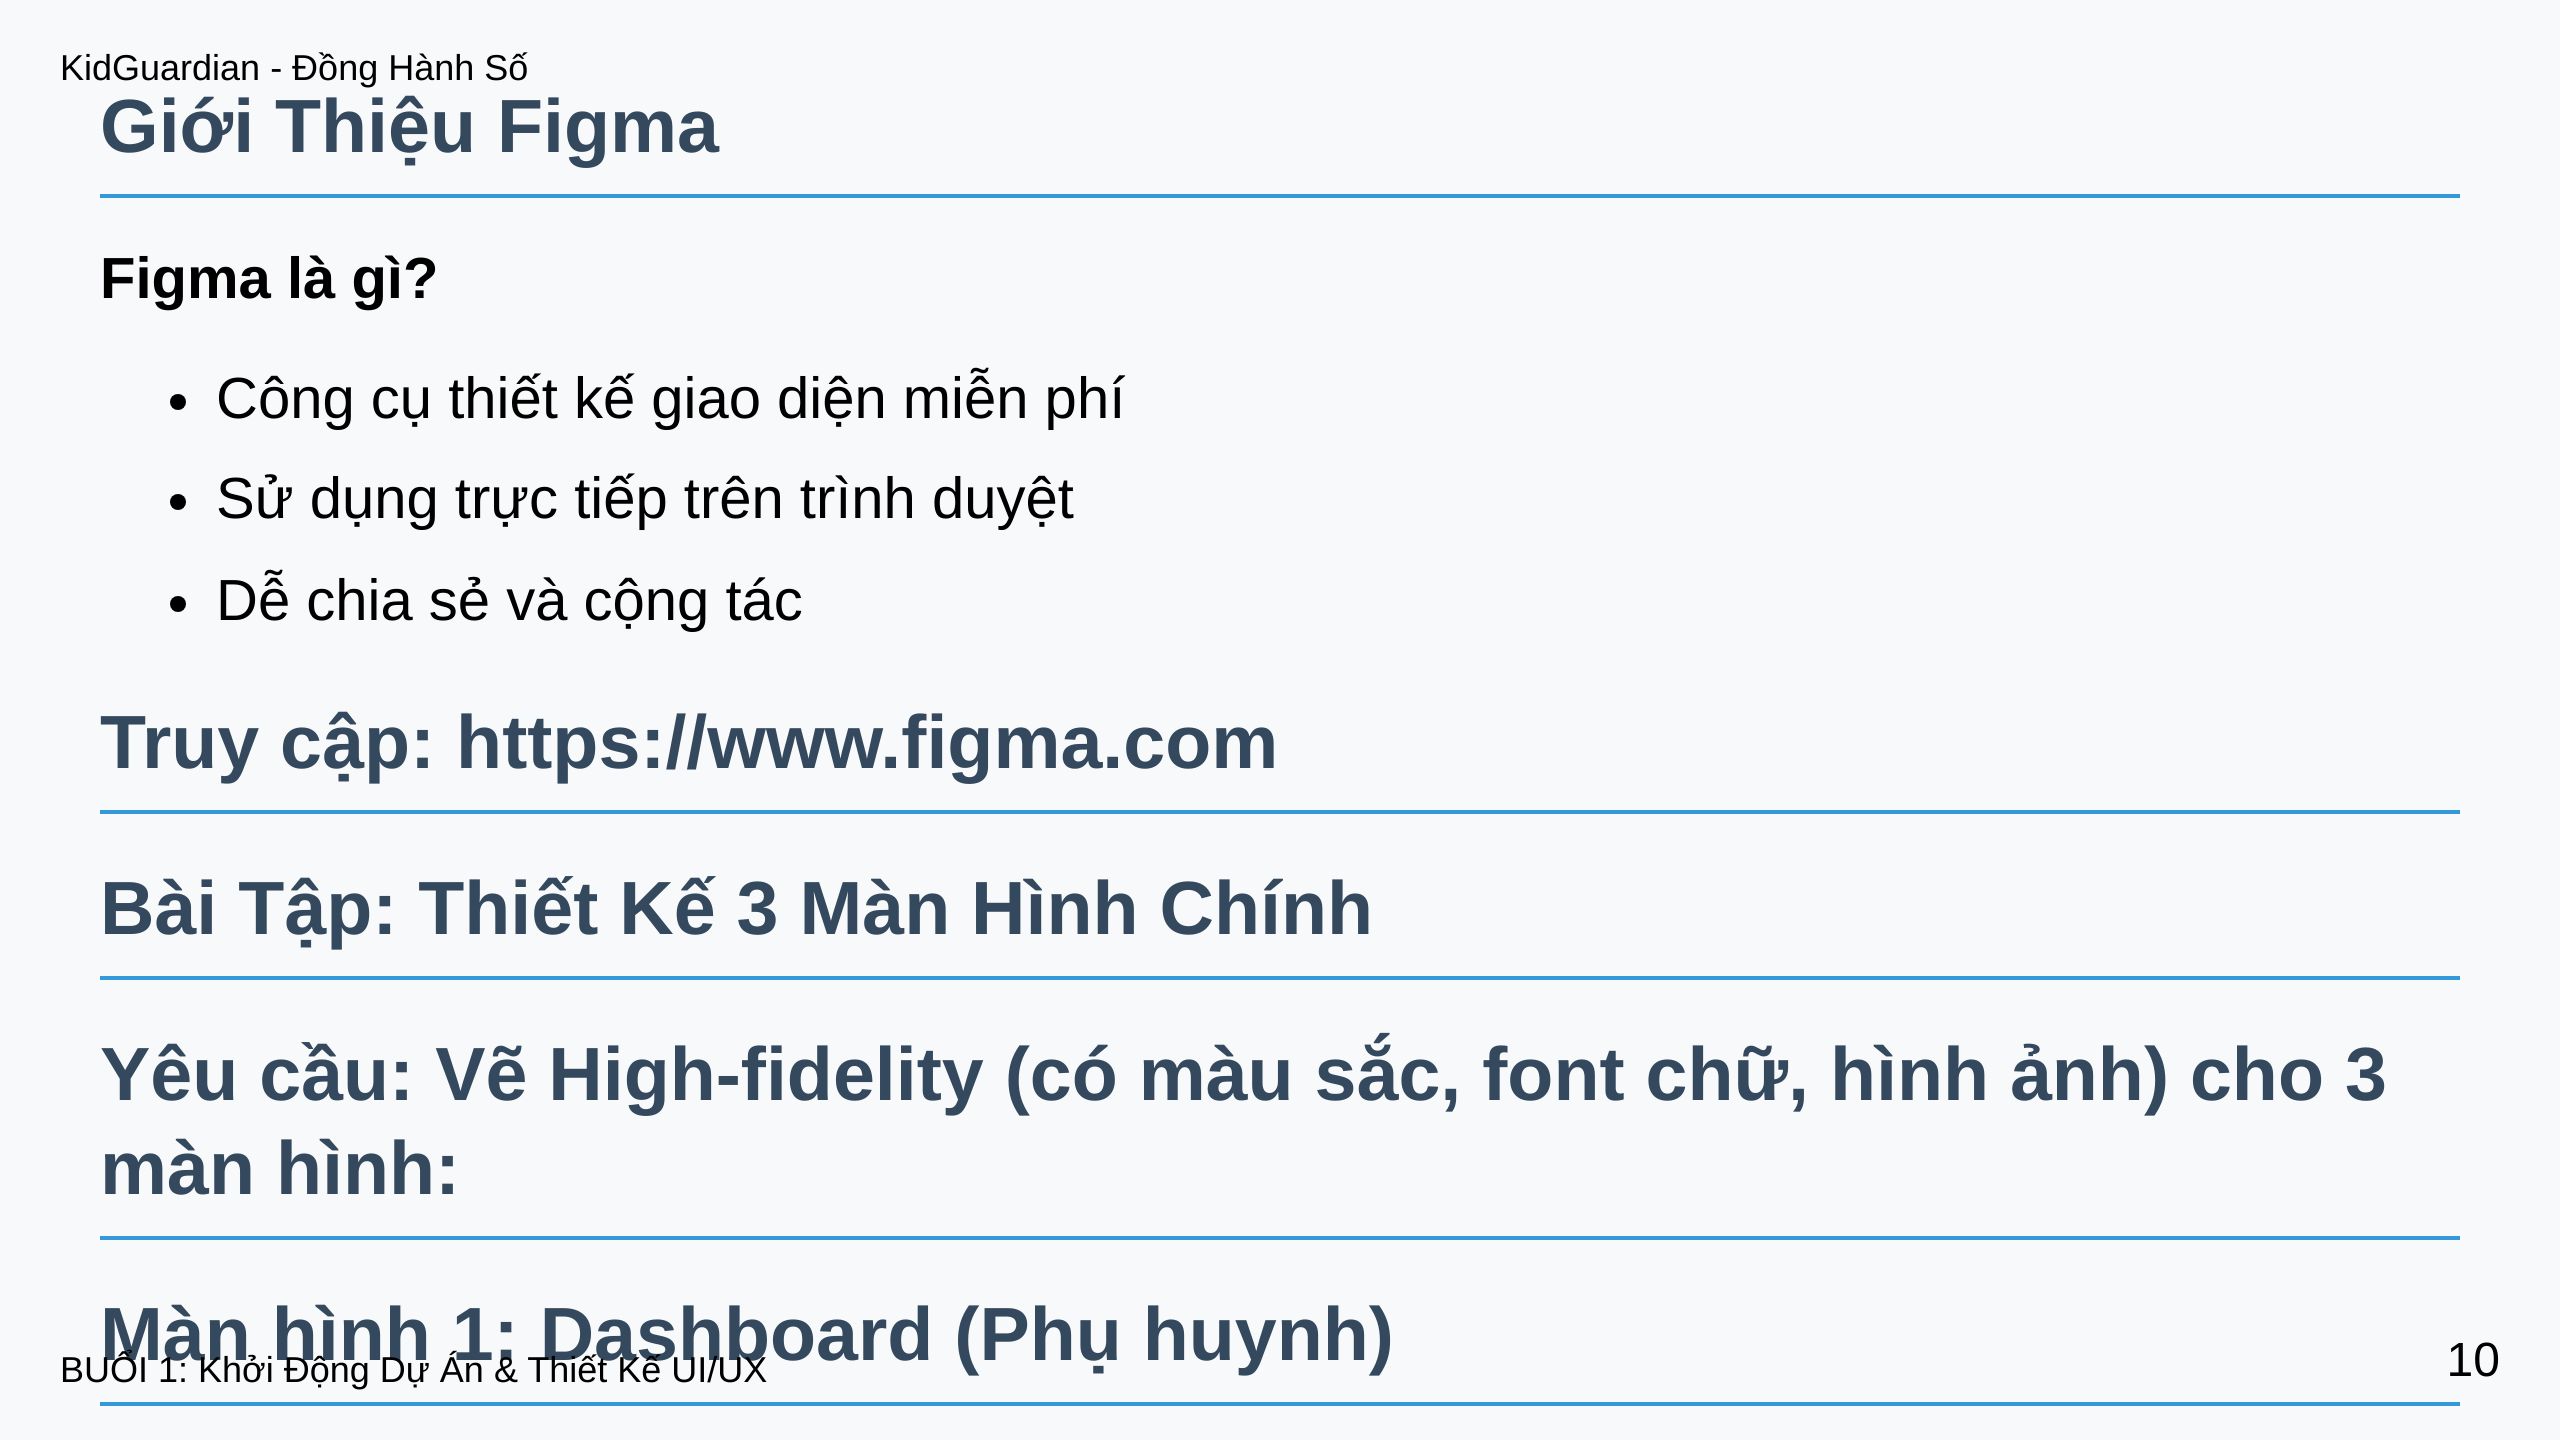 KidGuardian - Đồng Hành Số
Giới Thiệu Figma
Figma là gì?
• Công cụ thiết kế giao diện miễn phí
• Sử dụng trực tiếp trên trình duyệt
• Dễ chia sẻ và cộng tác
Truy cập: https://www.figma.com
Bài Tập: Thiết Kế 3 Màn Hình Chính
Yêu cầu: Vẽ High-fidelity (có màu sắc, font chữ, hình ảnh) cho 3
màn hình:
Màn hình 1: Dashboard (Phụ huynh)
BUỔI 1: Khởi Động Dự Án & Thiết Kế UI/UX
10